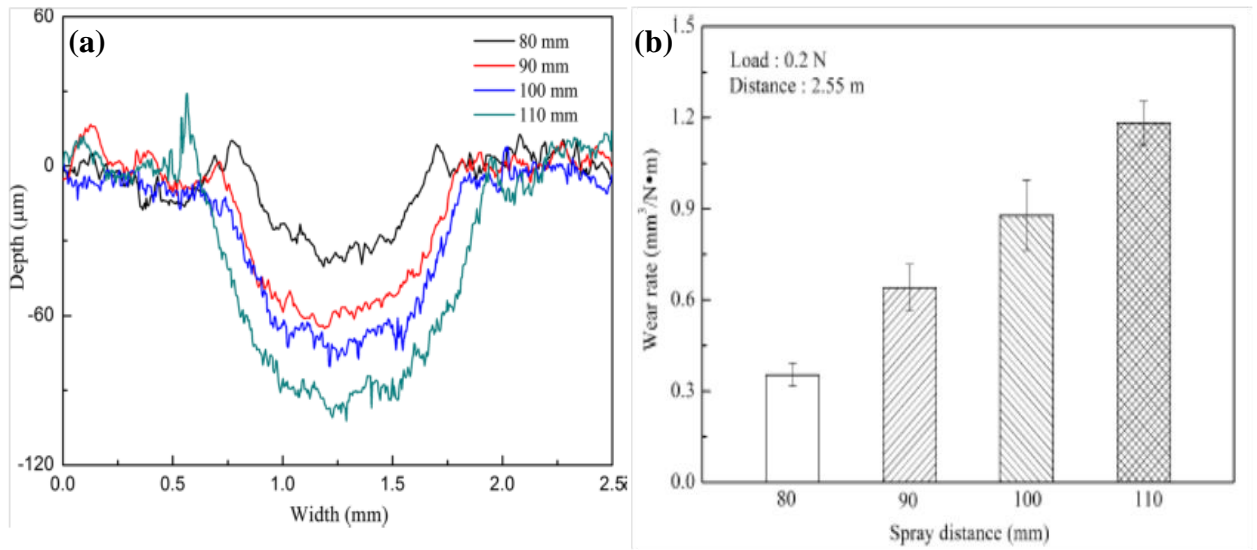 (a)
80 mm
90 mm
100 mm
110 mm
60
0
-60
-120
Depth (μm)
0.0 0.5 1.0 1.5 2.0 2.5
Width (mm)
(b)
Load : 0.2 N
Distance : 2.55 m
1.5
1.2
0.9
0.6
0.3
0.0
Wear rate (mm³/N•m)
80 90 100 110
Spray distance (mm)